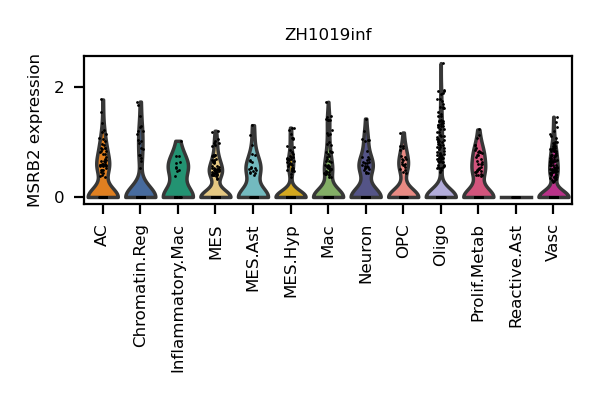 ZH1019inf
MSRB2 expression
2
0
AC
Chromatin.Reg
Inflammatory.Mac
MES
MES.Ast
MES.Hyp
Mac
Neuron
OPC
Oligo
Prolif.Metab
Reactive.Ast
Vasc